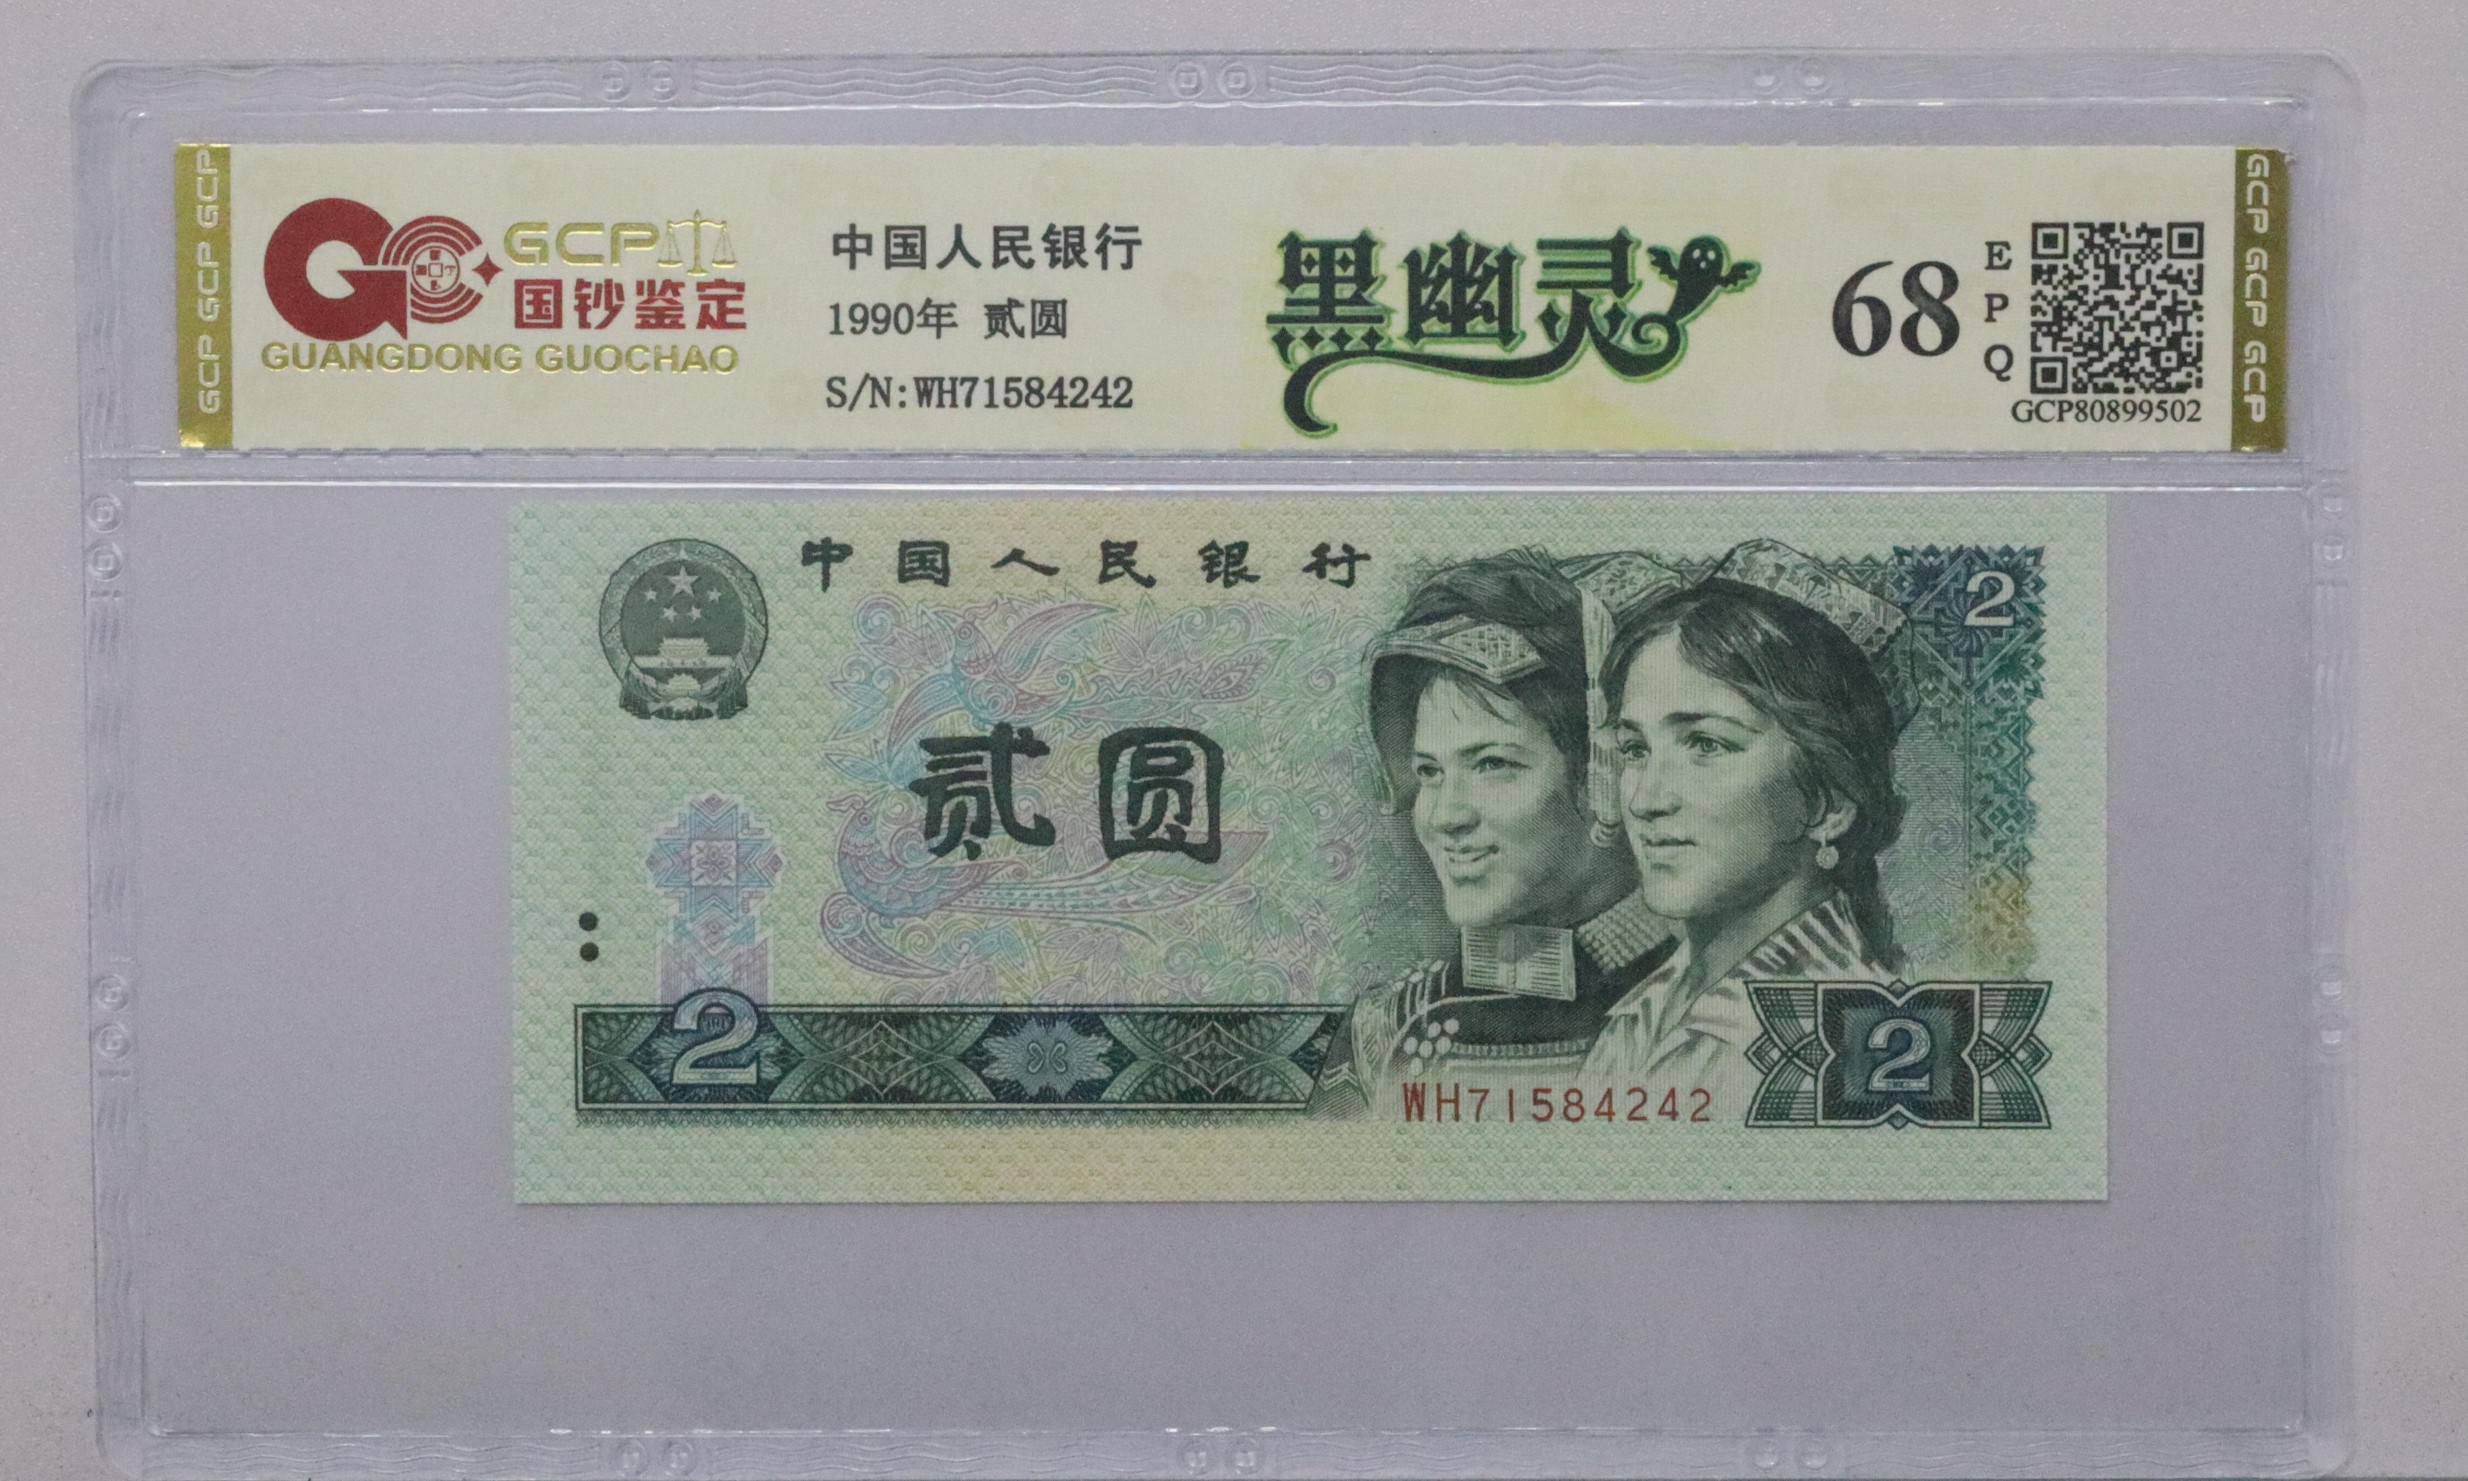 GCP GCP GCP
GCP
国钞鉴定
GUANGDONG GUOCHAO
中国人民银行
1990年 贰圆
S/N:WH71584242
黑幽灵
68
EPQ
GCP80899502
GCP GCP GCP
中国人民银行
2
贰圆
2
2
WH71584242